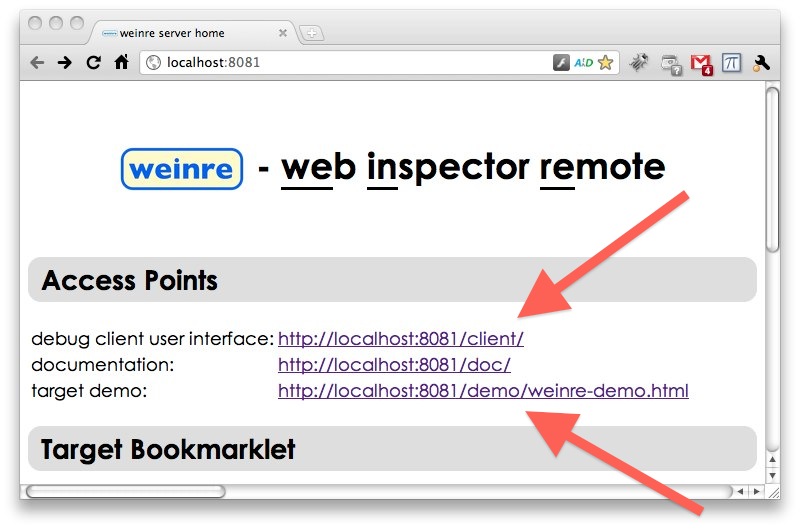 weinre server home
localhost:8081
4
weinre - web inspector remote
Access Points
debug client user interface: http://localhost:8081/client/
documentation: http://localhost:8081/doc/
target demo: http://localhost:8081/demo/weinre-demo.html
Target Bookmarklet